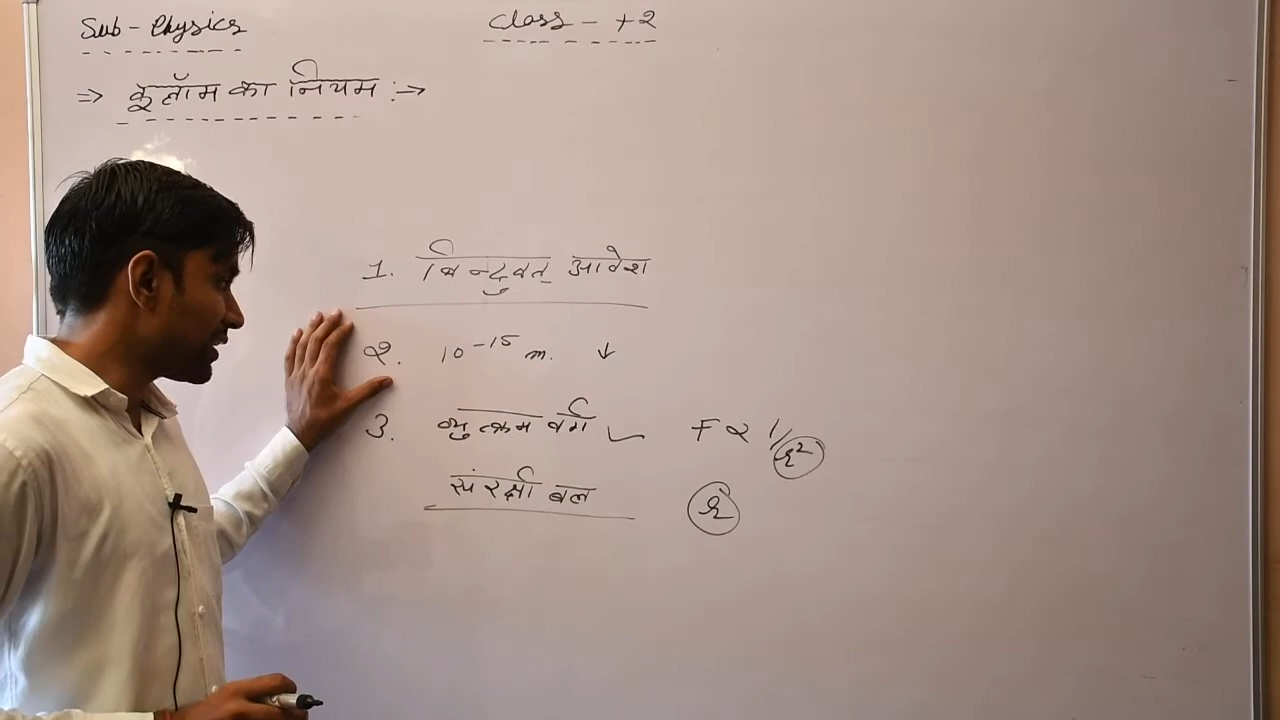 Sub - Physics Class - +2
⇒ कूलॉम का नियम :→
1. बिन्दुवत् आवेश
2. 10⁻¹⁵ m. ↓
3. व्युत्क्रम वर्ग ✓ F ∝ 1/r²
संरक्षी बल r